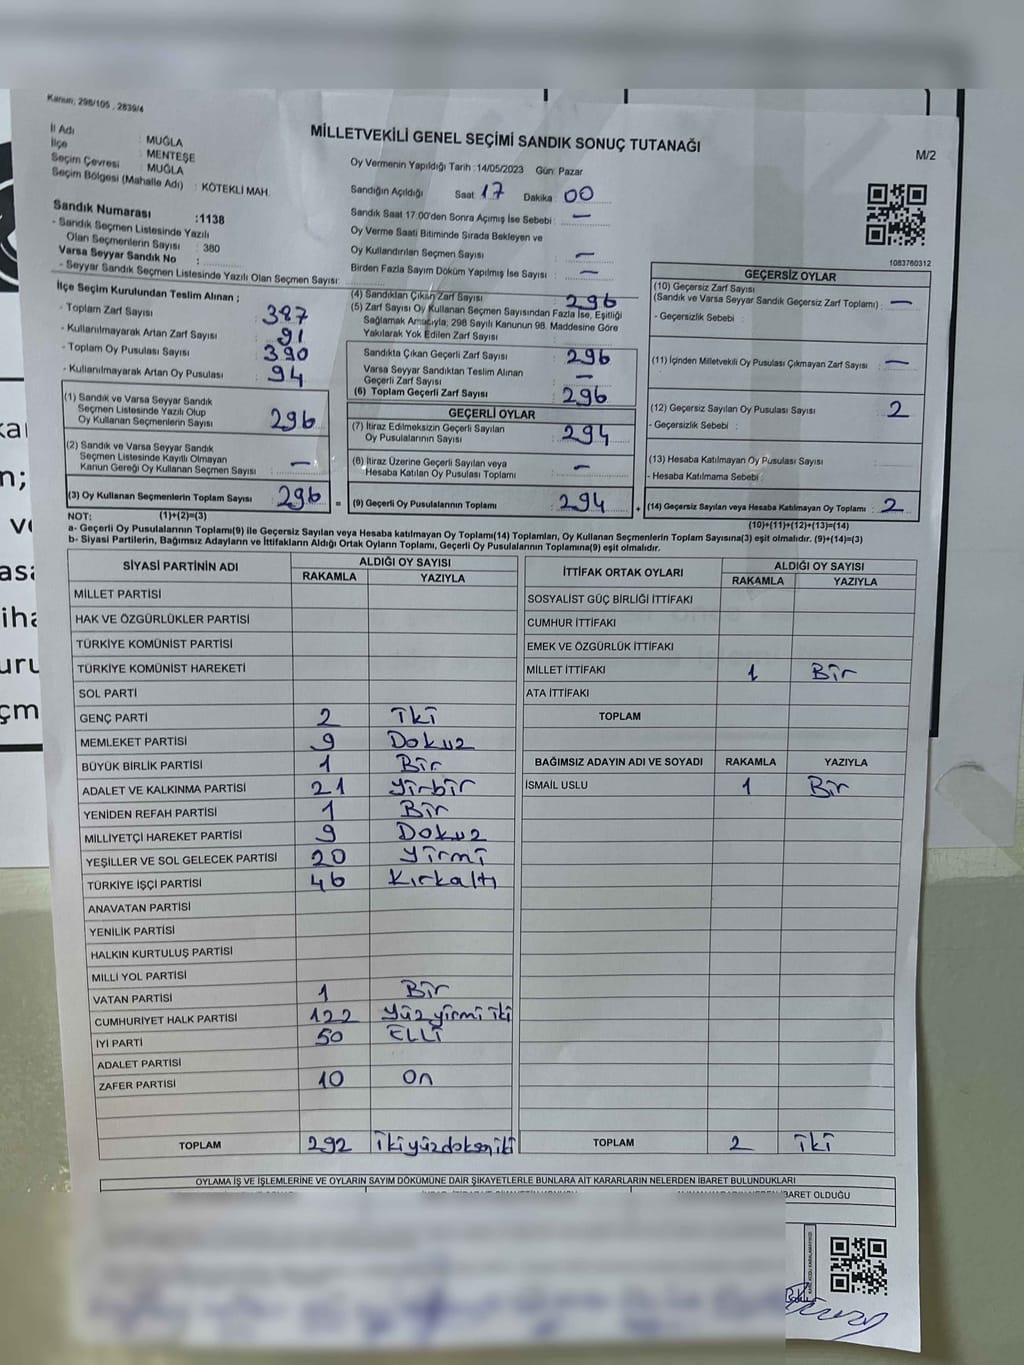 Kanun, 298/105 , 2839/4
MİLLETVEKİLİ GENEL SEÇİMİ SANDIK SONUÇ TUTANAĞI
M/2
İl Adı : MUĞLA
İlçe : MENTEŞE
Seçim Çevresi : MUĞLA
Seçim Bölgesi (Mahalle Adı) : KÖTEKLİ MAH.
Sandık Numarası :1138
- Sandık Seçmen Listesinde Yazılı
Olan Seçmenlerin Sayısı : 380
Varsa Seyyar Sandık No :
- Seyyar Sandık Seçmen Listesinde Yazılı Olan Seçmen Sayısı:
Oy Vermenin Yapıldığı Tarih :14/05/2023 Gün: Pazar
Sandığın Açıldığı Saat: 17 Dakika : 00
Sandık Saat 17:00'den Sonra Açımış İse Sebebi : —
Oy Verme Saati Bitiminde Sırada Bekleyen ve
Oy Kullandırılan Seçmen Sayısı : —
Birden Fazla Sayım Döküm Yapılmış İse Sayısı : —
1083760312
İlçe Seçim Kurulundan Teslim Alınan ;
- Toplam Zarf Sayısı : 387
- Kullanılmayarak Artan Zarf Sayısı : 91
- Toplam Oy Pusulası Sayısı : 390
- Kullanılmayarak Artan Oy Pusulası : 94
(1) Sandık ve Varsa Seyyar Sandık
Seçmen Listesinde Yazılı Olup
Oy Kullanan Seçmenlerin Sayısı : 296
(2) Sandık ve Varsa Seyyar Sandık
Seçmen Listesinde Kayıtlı Olmayan
Kanun Gereği Oy Kullanan Seçmen Sayısı : —
(3) Oy Kullanan Seçmenlerin Toplam Sayısı : 296
(4) Sandıktan Çıkan Zarf Sayısı : 296
(5) Zarf Sayısı Oy Kullanan Seçmen Sayısından Fazla İse, Eşitliği
Sağlamak Amacıyla, 298 Sayılı Kanunun 98. Maddesine Göre
Yakılarak Yok Edilen Zarf Sayısı :
Sandıkta Çıkan Geçerli Zarf Sayısı : 296
Varsa Seyyar Sandıktan Teslim Alınan
Geçerli Zarf Sayısı : —
(6) Toplam Geçerli Zarf Sayısı : 296
GEÇERLİ OYLAR
(7) İtiraz Edilmeksizin Geçerli Sayılan
Oy Pusulalarının Sayısı : 294
(8) İtiraz Üzerine Geçerli Sayılan veya
Hesaba Katılan Oy Pusulası Toplamı : —
= (9) Geçerli Oy Pusulalarının Toplamı : 294
GEÇERSİZ OYLAR
(10) Geçersiz Zarf Sayısı
(Sandık ve Varsa Seyyar Sandık Geçersiz Zarf Toplamı) : —
- Geçersizlik Sebebi :
(11) İçinden Milletvekili Oy Pusulası Çıkmayan Zarf Sayısı : —
(12) Geçersiz Sayılan Oy Pusulası Sayısı : 2
- Geçersizlik Sebebi :
(13) Hesaba Katılmayan Oy Pusulası Sayısı :
- Hesaba Katılmama Sebebi :
+ (14) Geçersiz Sayılan veya Hesaba Katılmayan Oy Toplamı : 2
NOT: (1)+(2)=(3)
(10)+(11)+(12)+(13)=(14)
a- Geçerli Oy Pusulalarının Toplamı(9) ile Geçersiz Sayılan veya Hesaba katılmayan Oy Toplamı(14) Toplamları, Oy Kullanan Seçmenlerin Toplam Sayısına(3) eşit olmalıdır. (9)+(14)=(3)
b- Siyasi Partilerin, Bağımsız Adayların ve İttifakların Aldığı Ortak Oyların Toplamı, Geçerli Oy Pusulalarının Toplamına(9) eşit olmalıdır.
SİYASİ PARTİNİN ADI ALDIĞI OY SAYISI
RAKAMLA YAZIYLA
MİLLET PARTİSİ
HAK VE ÖZGÜRLÜKLER PARTİSİ
TÜRKİYE KOMÜNİST PARTİSİ
TÜRKİYE KOMÜNİST HAREKETİ
SOL PARTİ
GENÇ PARTİ 2 iki
MEMLEKET PARTİSİ 9 Dokuz
BÜYÜK BİRLİK PARTİSİ 1 Bir
ADALET VE KALKINMA PARTİSİ 21 Yirbir
YENİDEN REFAH PARTİSİ 1 Bir
MİLLİYETÇİ HAREKET PARTİSİ 9 Dokuz
YEŞİLLER VE SOL GELECEK PARTİSİ 20 Yirmi
TÜRKİYE İŞÇİ PARTİSİ 46 Kırkaltı
ANAVATAN PARTİSİ
YENİLİK PARTİSİ
HALKIN KURTULUŞ PARTİSİ
MİLLİ YOL PARTİSİ
VATAN PARTİSİ 1 Bir
CUMHURİYET HALK PARTİSİ 122 Yüz yirmi iki
İYİ PARTİ 50 ELLİ
ADALET PARTİSİ
ZAFER PARTİSİ 10 On
TOPLAM 292 İkiyüzdoksaniki
İTTİFAK ORTAK OYLARI ALDIĞI OY SAYISI
RAKAMLA YAZIYLA
SOSYALİST GÜÇ BİRLİĞİ İTTİFAKI
CUMHUR İTTİFAKI
EMEK VE ÖZGÜRLÜK İTTİFAKI
MİLLET İTTİFAKI 1 Bir
ATA İTTİFAKI
TOPLAM
BAĞIMSIZ ADAYIN ADI VE SOYADI RAKAMLA YAZIYLA
İSMAİL USLU 1 Bir
TOPLAM 2 iki
OYLAMA İŞ VE İŞLEMLERİNE VE OYLARIN SAYIM DÖKÜMÜNE DAİR ŞİKAYETLERLE BUNLARA AİT KARARLARIN NELERDEN İBARET BULUNDUKLARI
İBARET OLDUĞU